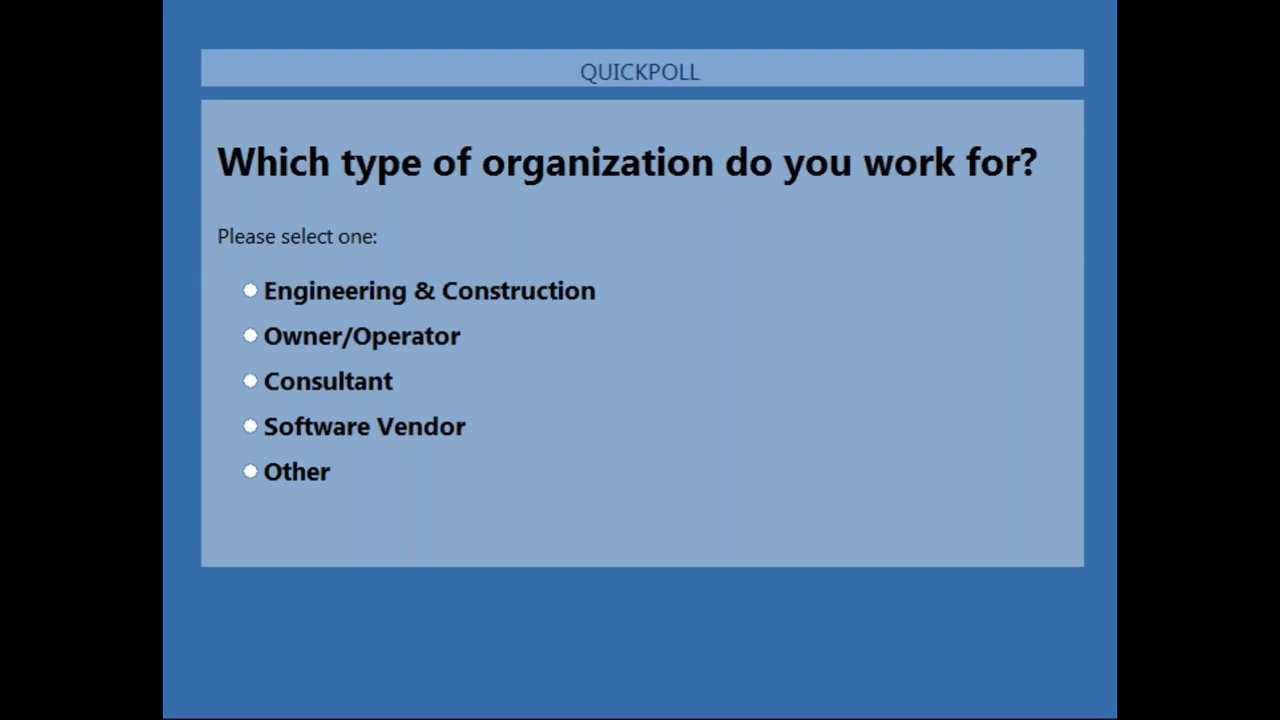 QUICKPOLL
Which type of organization do you work for?
Please select one:
Engineering & Construction
Owner/Operator
Consultant
Software Vendor
Other